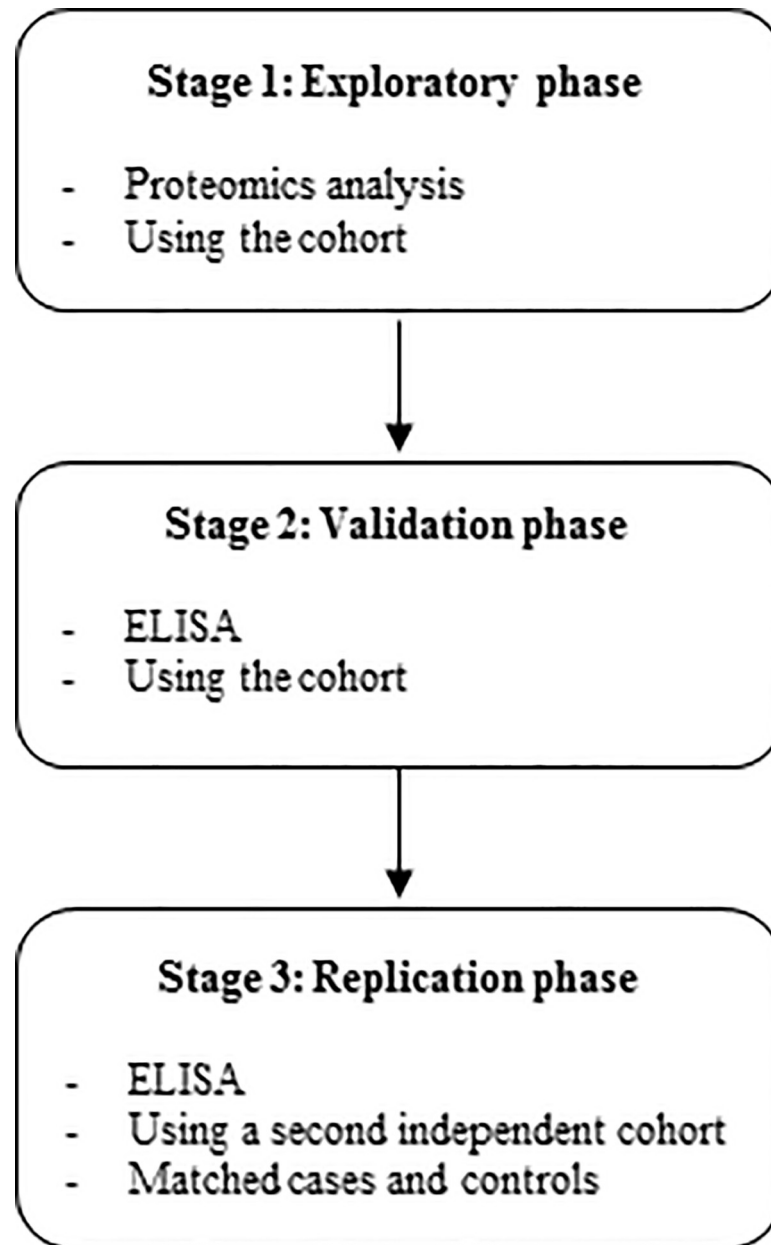 Stage 1: Exploratory phase
- Proteomics analysis
- Using the cohort
Stage 2: Validation phase
- ELISA
- Using the cohort
Stage 3: Replication phase
- ELISA
- Using a second independent cohort
- Matched cases and controls